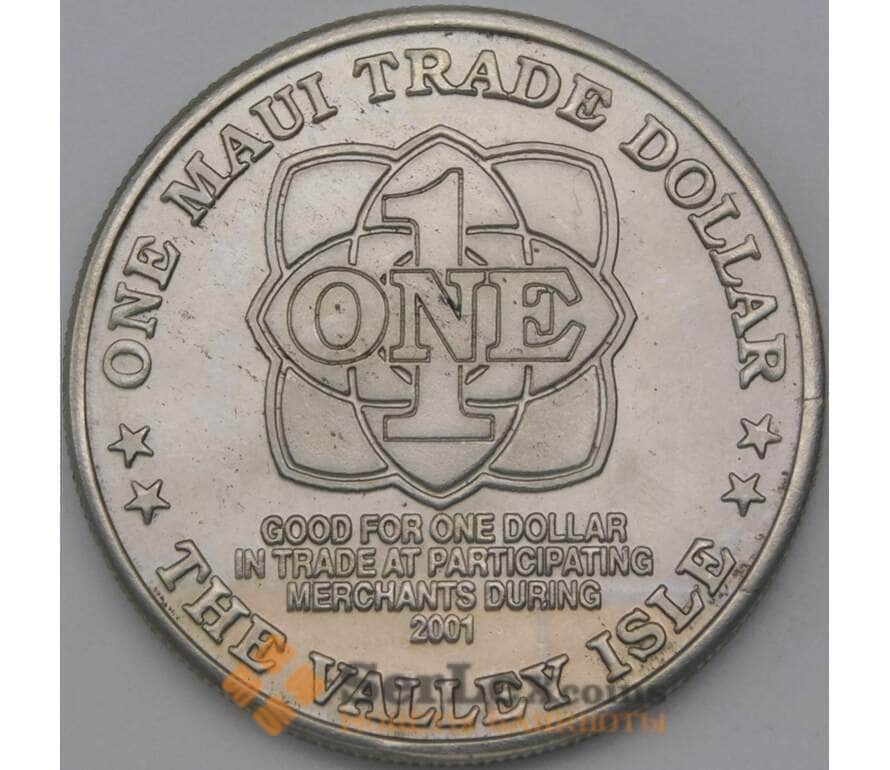 ONE MAUI TRADE DOLLAR
1
ONE
GOOD FOR ONE DOLLAR
IN TRADE AT PARTICIPATING
MERCHANTS DURING
2001
THE VALLEY ISLE
coins